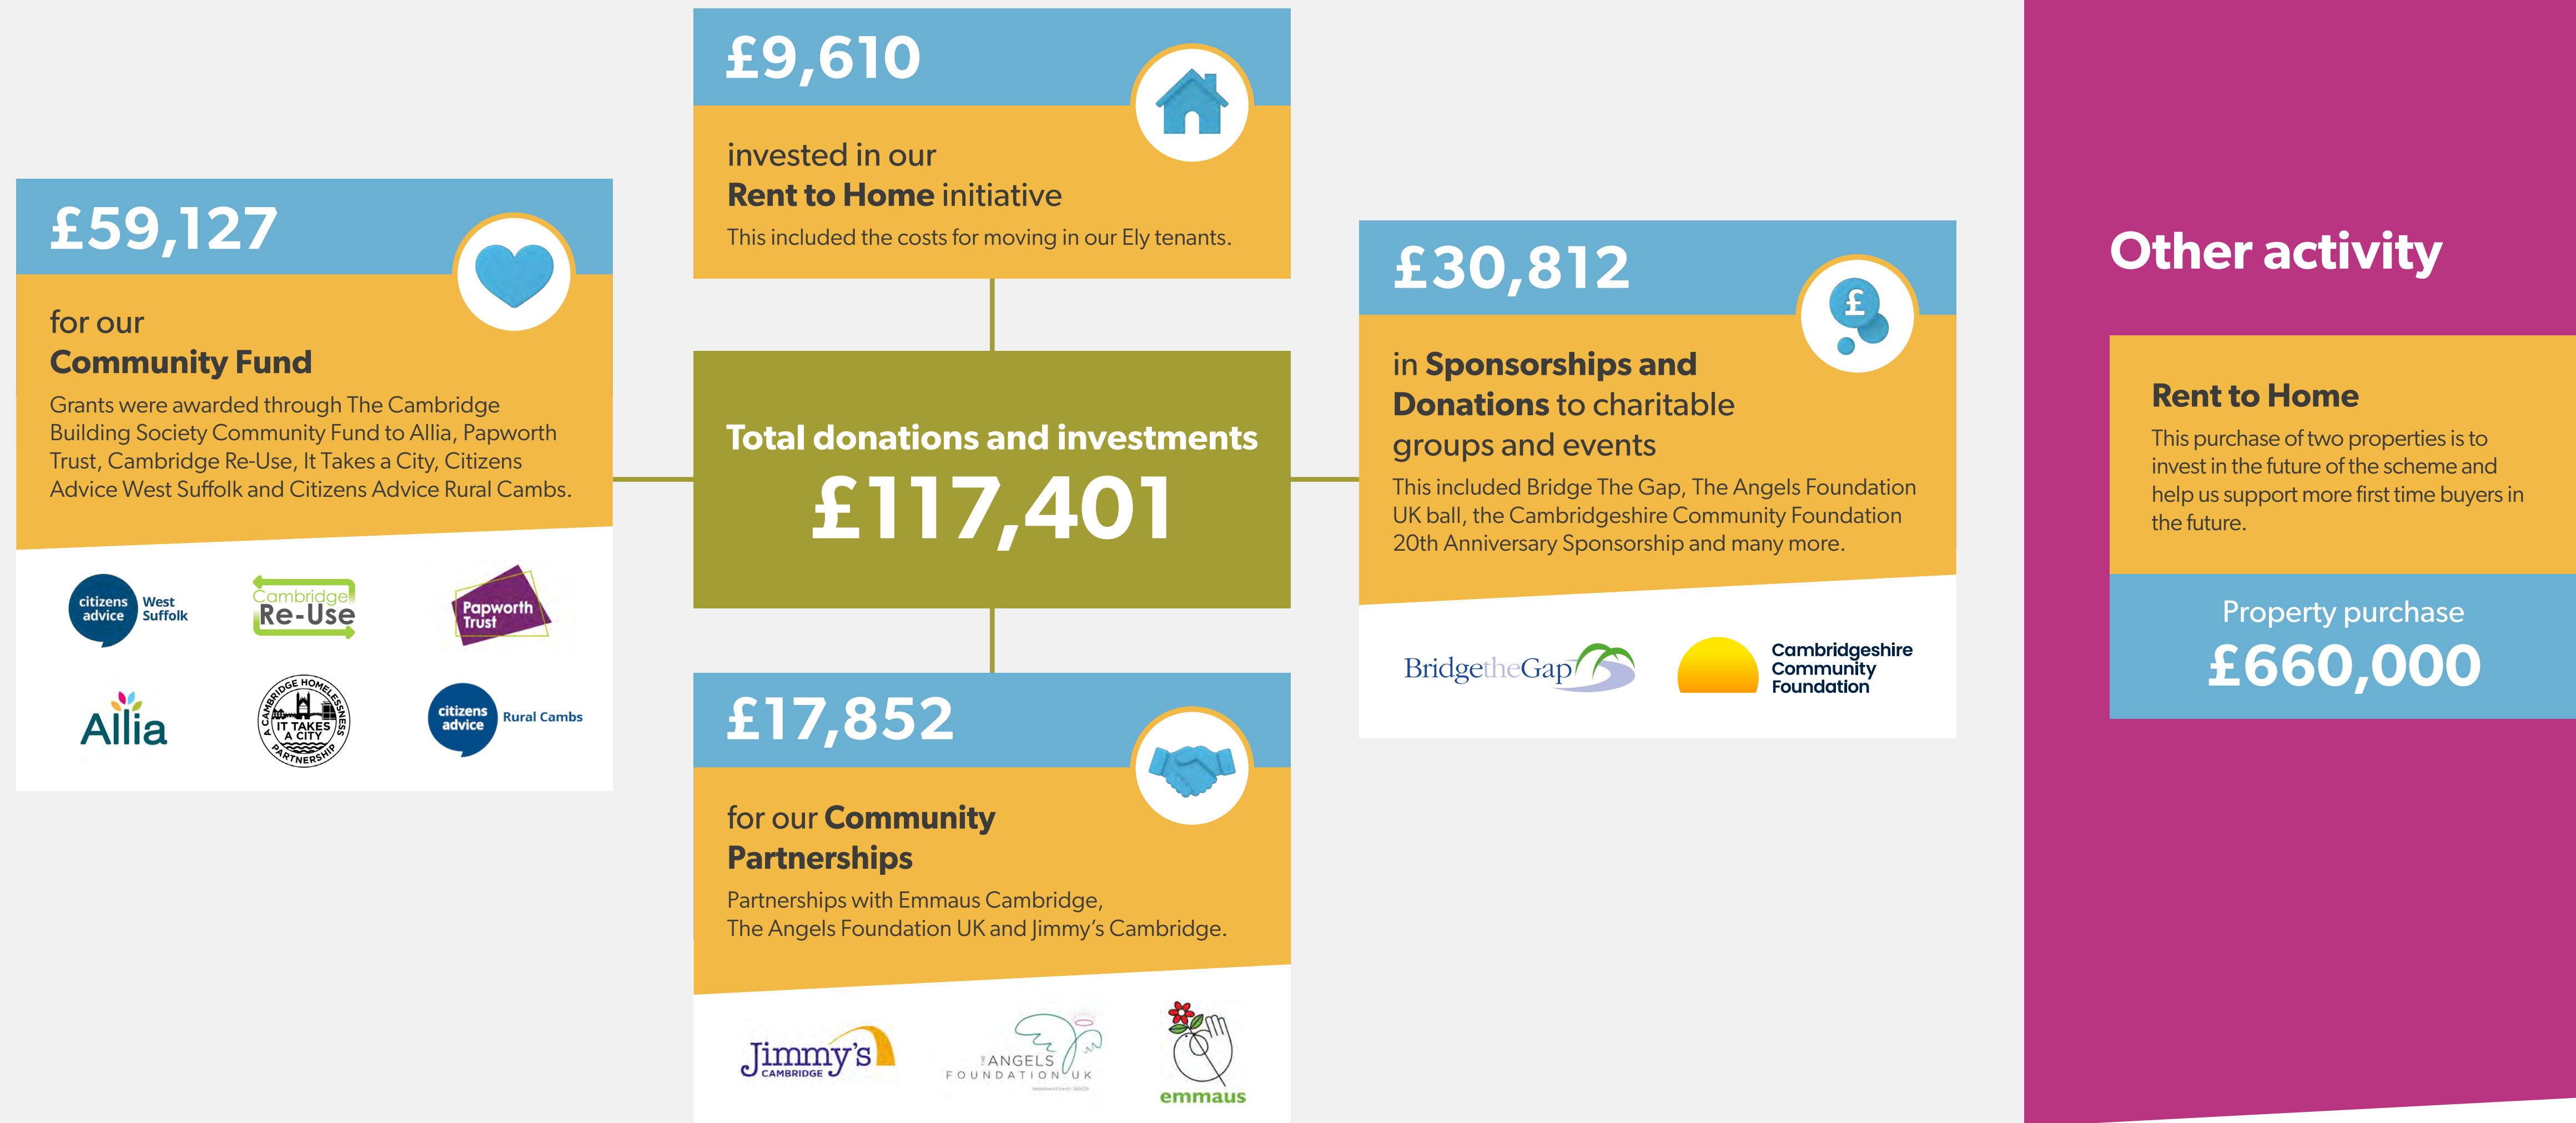 £9,610
invested in our
Rent to Home initiative
This included the costs for moving in our Ely tenants.
£59,127
for our
Community Fund
Grants were awarded through The Cambridge
Building Society Community Fund to Allia, Papworth
Trust, Cambridge Re-Use, It Takes a City, Citizens
Advice West Suffolk and Citizens Advice Rural Cambs.
citizens
advice
West
Suffolk
Cambridge
Re-Use
Papworth
Trust
Allia
A CAMBRIDGE HOMELESSNESS
IT TAKES
A CITY
PARTNERSHIP
citizens
advice
Rural Cambs
Total donations and investments
£117,401
£30,812
£
in Sponsorships and
Donations to charitable
groups and events
This included Bridge The Gap, The Angels Foundation
UK ball, the Cambridgeshire Community Foundation
20th Anniversary Sponsorship and many more.
BridgetheGap
Cambridgeshire
Community
Foundation
£17,852
for our Community
Partnerships
Partnerships with Emmaus Cambridge,
The Angels Foundation UK and Jimmy’s Cambridge.
Jimmy’s
CAMBRIDGE
THE ANGELS
FOUNDATION UK
emmaus
Other activity
Rent to Home
This purchase of two properties is to
invest in the future of the scheme and
help us support more first time buyers in
the future.
Property purchase
£660,000